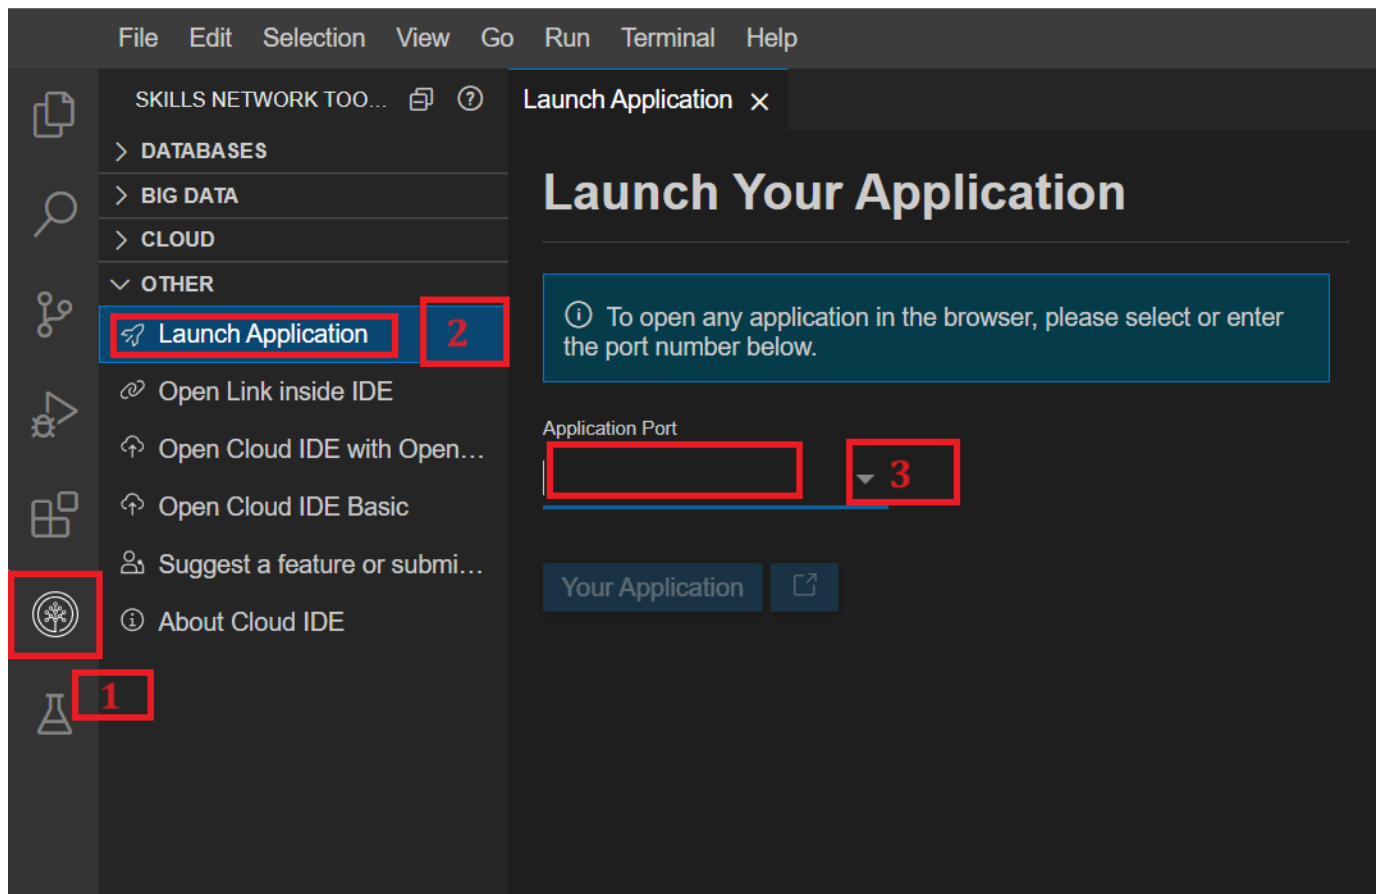 File Edit Selection View Go Run Terminal Help
SKILLS NETWORK TOO...
DATABASES
BIG DATA
CLOUD
OTHER
Launch Application
2
Open Link inside IDE
Open Cloud IDE with Open...
Open Cloud IDE Basic
Suggest a feature or submi...
About Cloud IDE
1
Launch Application
Launch Your Application
To open any application in the browser, please select or enter
the port number below.
Application Port
3
Your Application